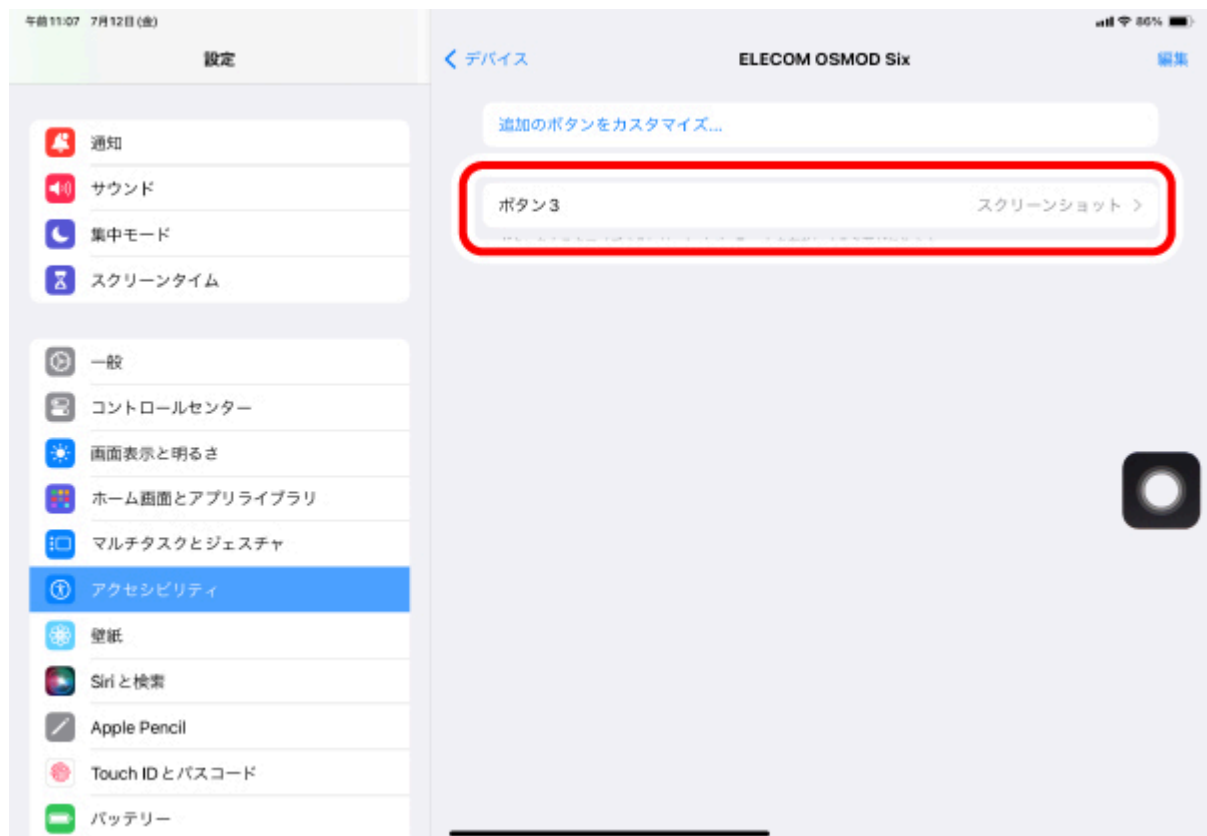 午前11:07 7月12日(金)
86%
設定
デバイス
ELECOM OSMOD Six
編集
追加のボタンをカスタマイズ...
ボタン3
スクリーンショット
通知
サウンド
集中モード
スクリーンタイム
一般
コントロールセンター
画面表示と明るさ
ホーム画面とアプリライブラリ
マルチタスクとジェスチャ
アクセシビリティ
壁紙
Siriと検索
Apple Pencil
Touch IDとパスコード
バッテリー